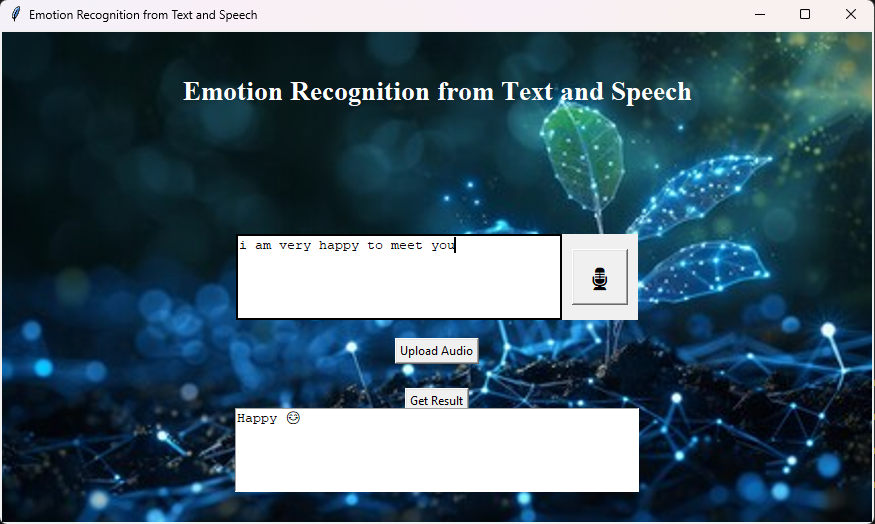 Emotion Recognition from Text and Speech
Emotion Recognition from Text and Speech
i am very happy to meet you
Upload Audio
Get Result
Happy 😊